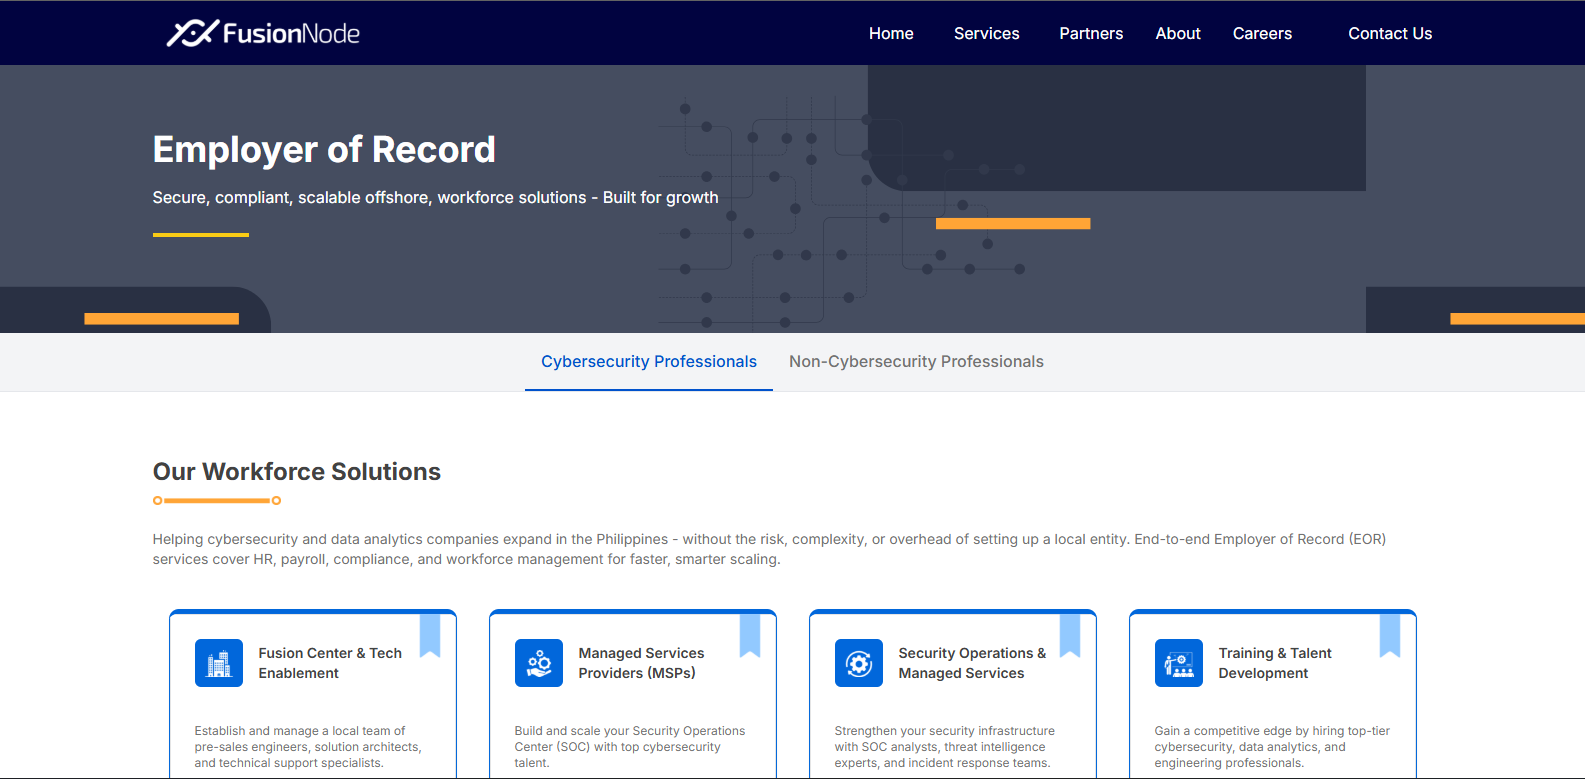 FusionNode
Home Services Partners About Careers Contact Us
Employer of Record
Secure, compliant, scalable offshore, workforce solutions - Built for growth
Cybersecurity Professionals Non-Cybersecurity Professionals
Our Workforce Solutions
Helping cybersecurity and data analytics companies expand in the Philippines - without the risk, complexity, or overhead of setting up a local entity. End-to-end Employer of Record (EOR)
services cover HR, payroll, compliance, and workforce management for faster, smarter scaling.
Fusion Center & Tech
Enablement
Establish and manage a local team of
pre-sales engineers, solution architects,
and technical support specialists.
Managed Services
Providers (MSPs)
Build and scale your Security Operations
Center (SOC) with top cybersecurity
talent.
Security Operations &
Managed Services
Strengthen your security infrastructure
with SOC analysts, threat intelligence
experts, and incident response teams.
Training & Talent
Development
Gain a competitive edge by hiring top-tier
cybersecurity, data analytics, and
engineering professionals.